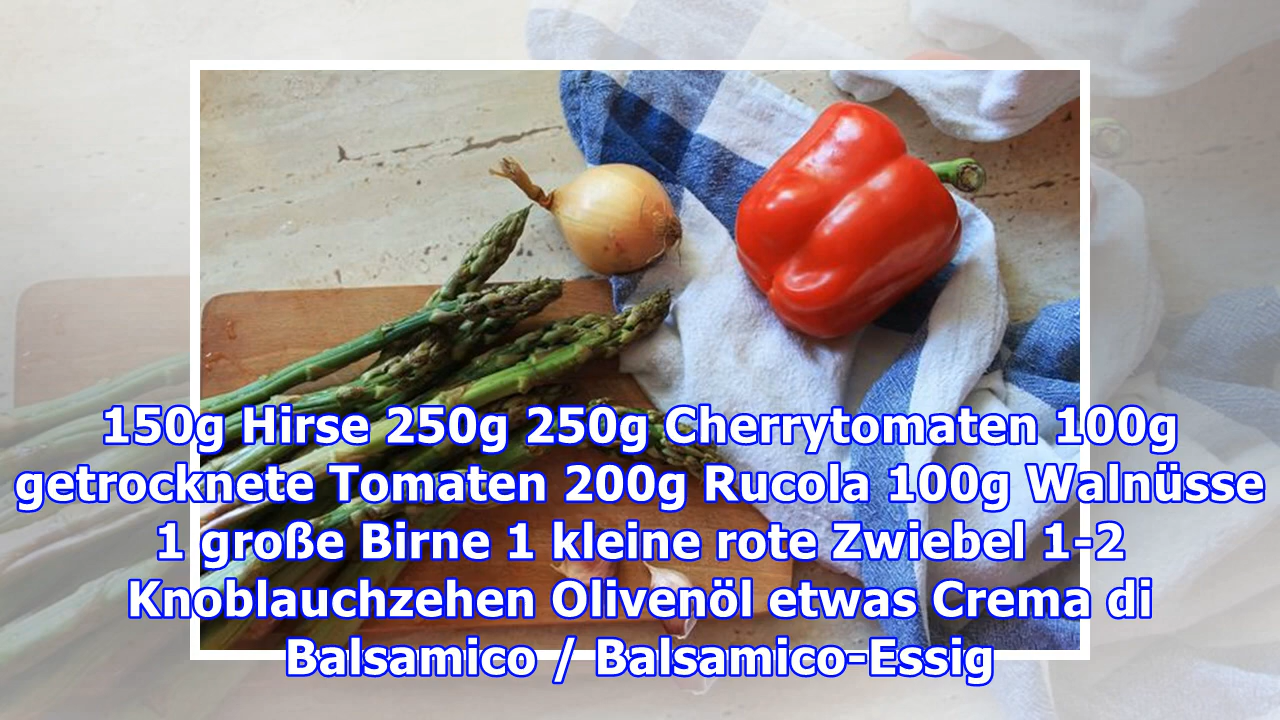 150g Hirse 250g 250g Cherrytomaten 100g
getrocknete Tomaten 200g Rucola 100g Walnüsse
1 große Birne 1 kleine rote Zwiebel 1-2
Knoblauchzehen Olivenöl etwas Crema di
Balsamico / Balsamico-Essig